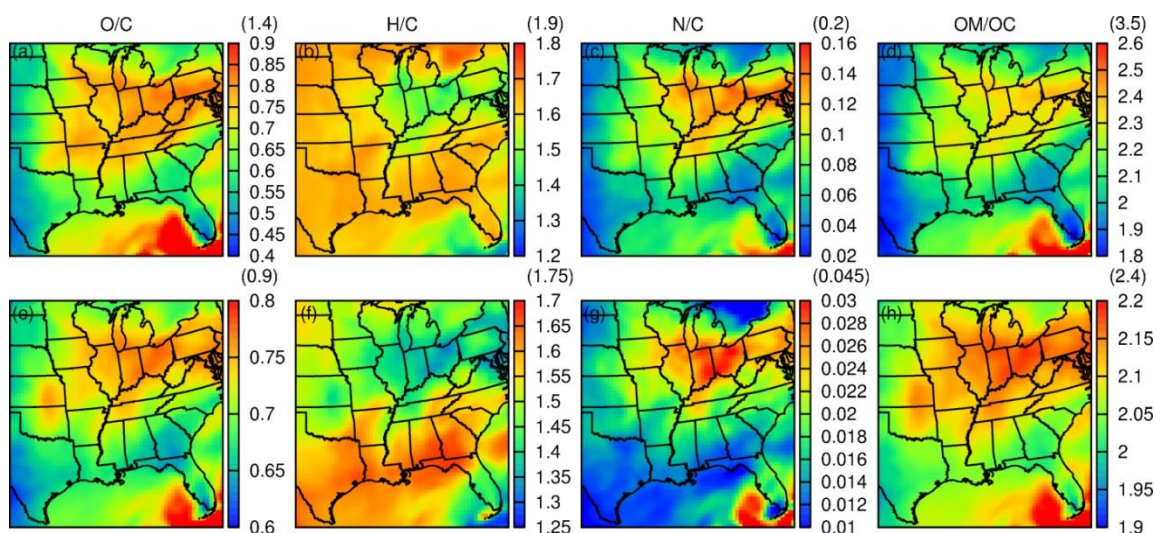 O/C (1.4) H/C (1.9) N/C (0.2) OM/OC (3.5)
(a) 0.9 0.85 0.8 0.75 0.7 0.65 0.6 0.55 0.5 0.45 0.4
(b) 1.8 1.7 1.6 1.5 1.4 1.3 1.2
(c) 0.16 0.14 0.12 0.1 0.08 0.06 0.04 0.02
(d) 2.6 2.5 2.4 2.3 2.2 2.1 2 1.9 1.8
(0.9) (1.75) (0.045) (2.4)
(e) 0.8 0.75 0.7 0.65 0.6
(f) 1.7 1.65 1.6 1.55 1.5 1.45 1.4 1.35 1.3 1.25
(g) 0.03 0.028 0.026 0.024 0.022 0.02 0.018 0.016 0.014 0.012 0.01
(h) 2.2 2.15 2.1 2.05 2 1.95 1.9